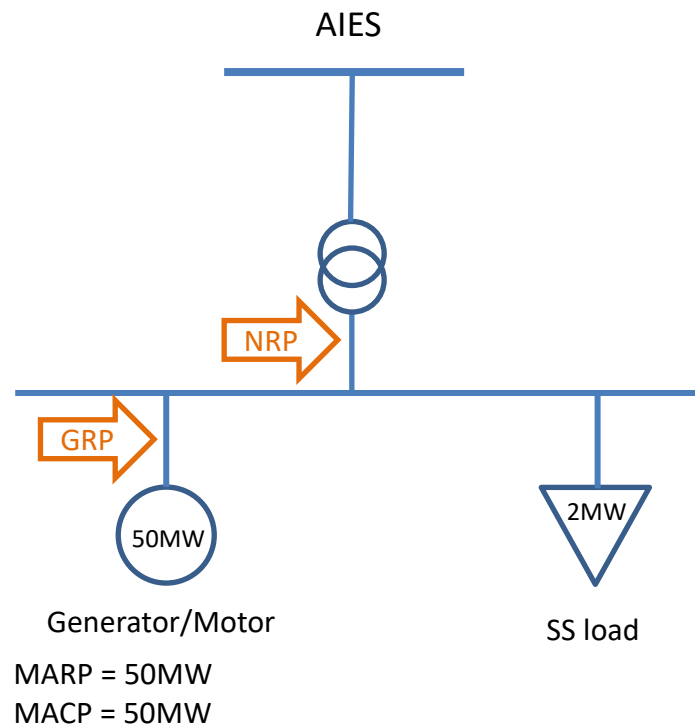 AIES
NRP
GRP
50MW
2MW
Generator/Motor
SS load
MARP = 50MW
MACP = 50MW